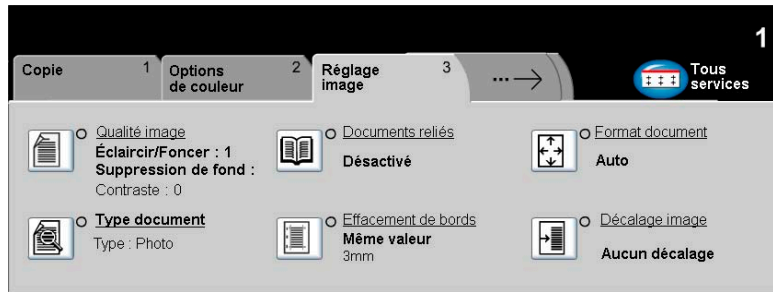 1
Copie 1
Options de couleur 2
Réglage image 3
Tous services
Qualité image
Éclaircir/Foncer : 1
Suppression de fond :
Contraste : 0
Documents reliés
Désactivé
Format document
Auto
Type document
Type : Photo
Effacement de bords
Même valeur
3mm
Décalage image
Aucun décalage